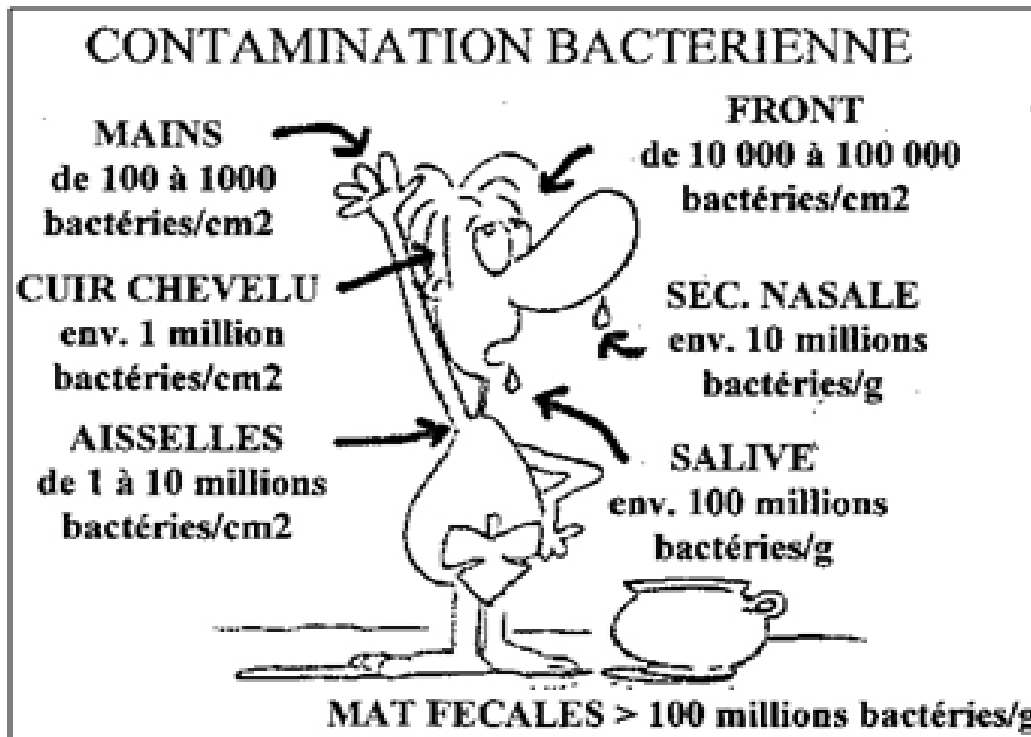 CONTAMINATION BACTERIENNE
MAINS
de 100 à 1000
bactéries/cm2
FRONT
de 10 000 à 100 000
bactéries/cm2
CUIR CHEVELU
env. 1 million
bactéries/cm2
SEC. NASALE
env. 10 millions
bactéries/g
AISSELLES
de 1 à 10 millions
bactéries/cm2
SALIVE
env. 100 millions
bactéries/g
MAT FECALES > 100 millions bactéries/g